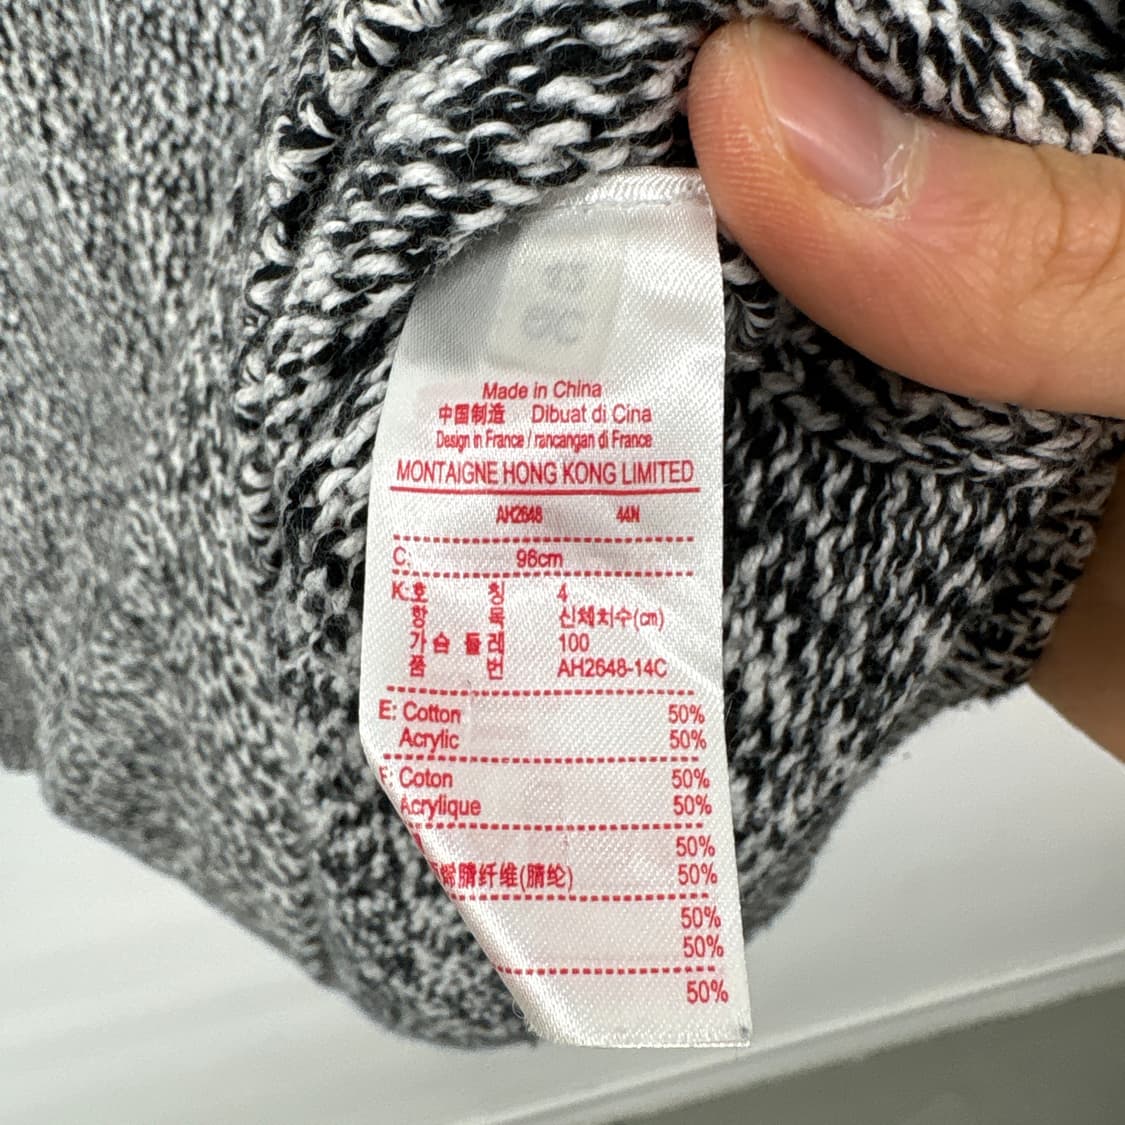 Made in China
中国制造 Dibuat di Cina
Design in France / rancangan di France
MONTAIGNE HONG KONG LIMITED
AH2648 44N
C: 96cm
K:호 칭 4
항 목 신체치수(cm)
가슴 둘레 100
품 번 AH2648-14C
E: Cotton 50%
Acrylic 50%
F: Coton 50%
Acrylique 50%
50%
烯腈纤维(腈纶) 50%
50%
50%
50%